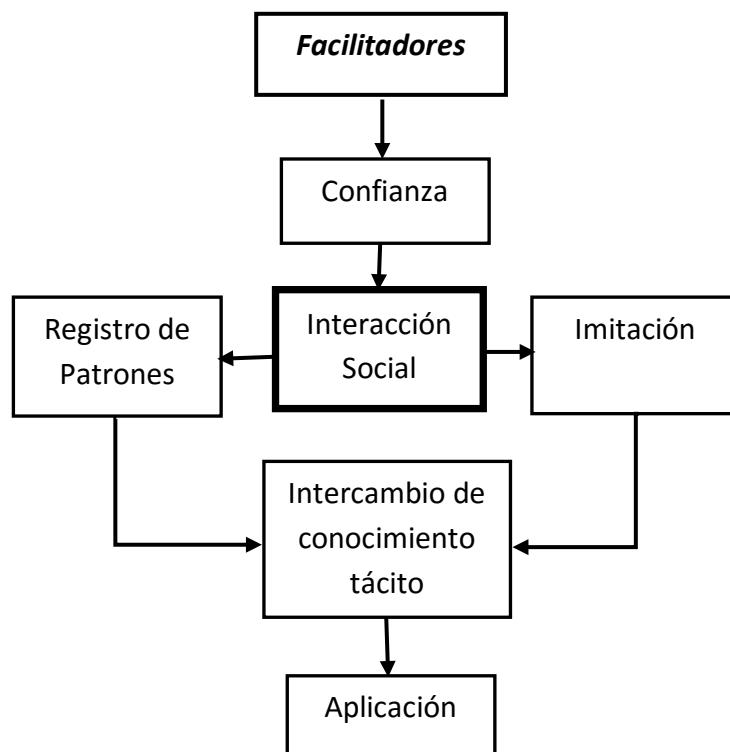 Facilitadores
Confianza
Registro de
Patrones
Interacción
Social
Imitación
Intercambio de
conocimiento
tácito
Aplicación